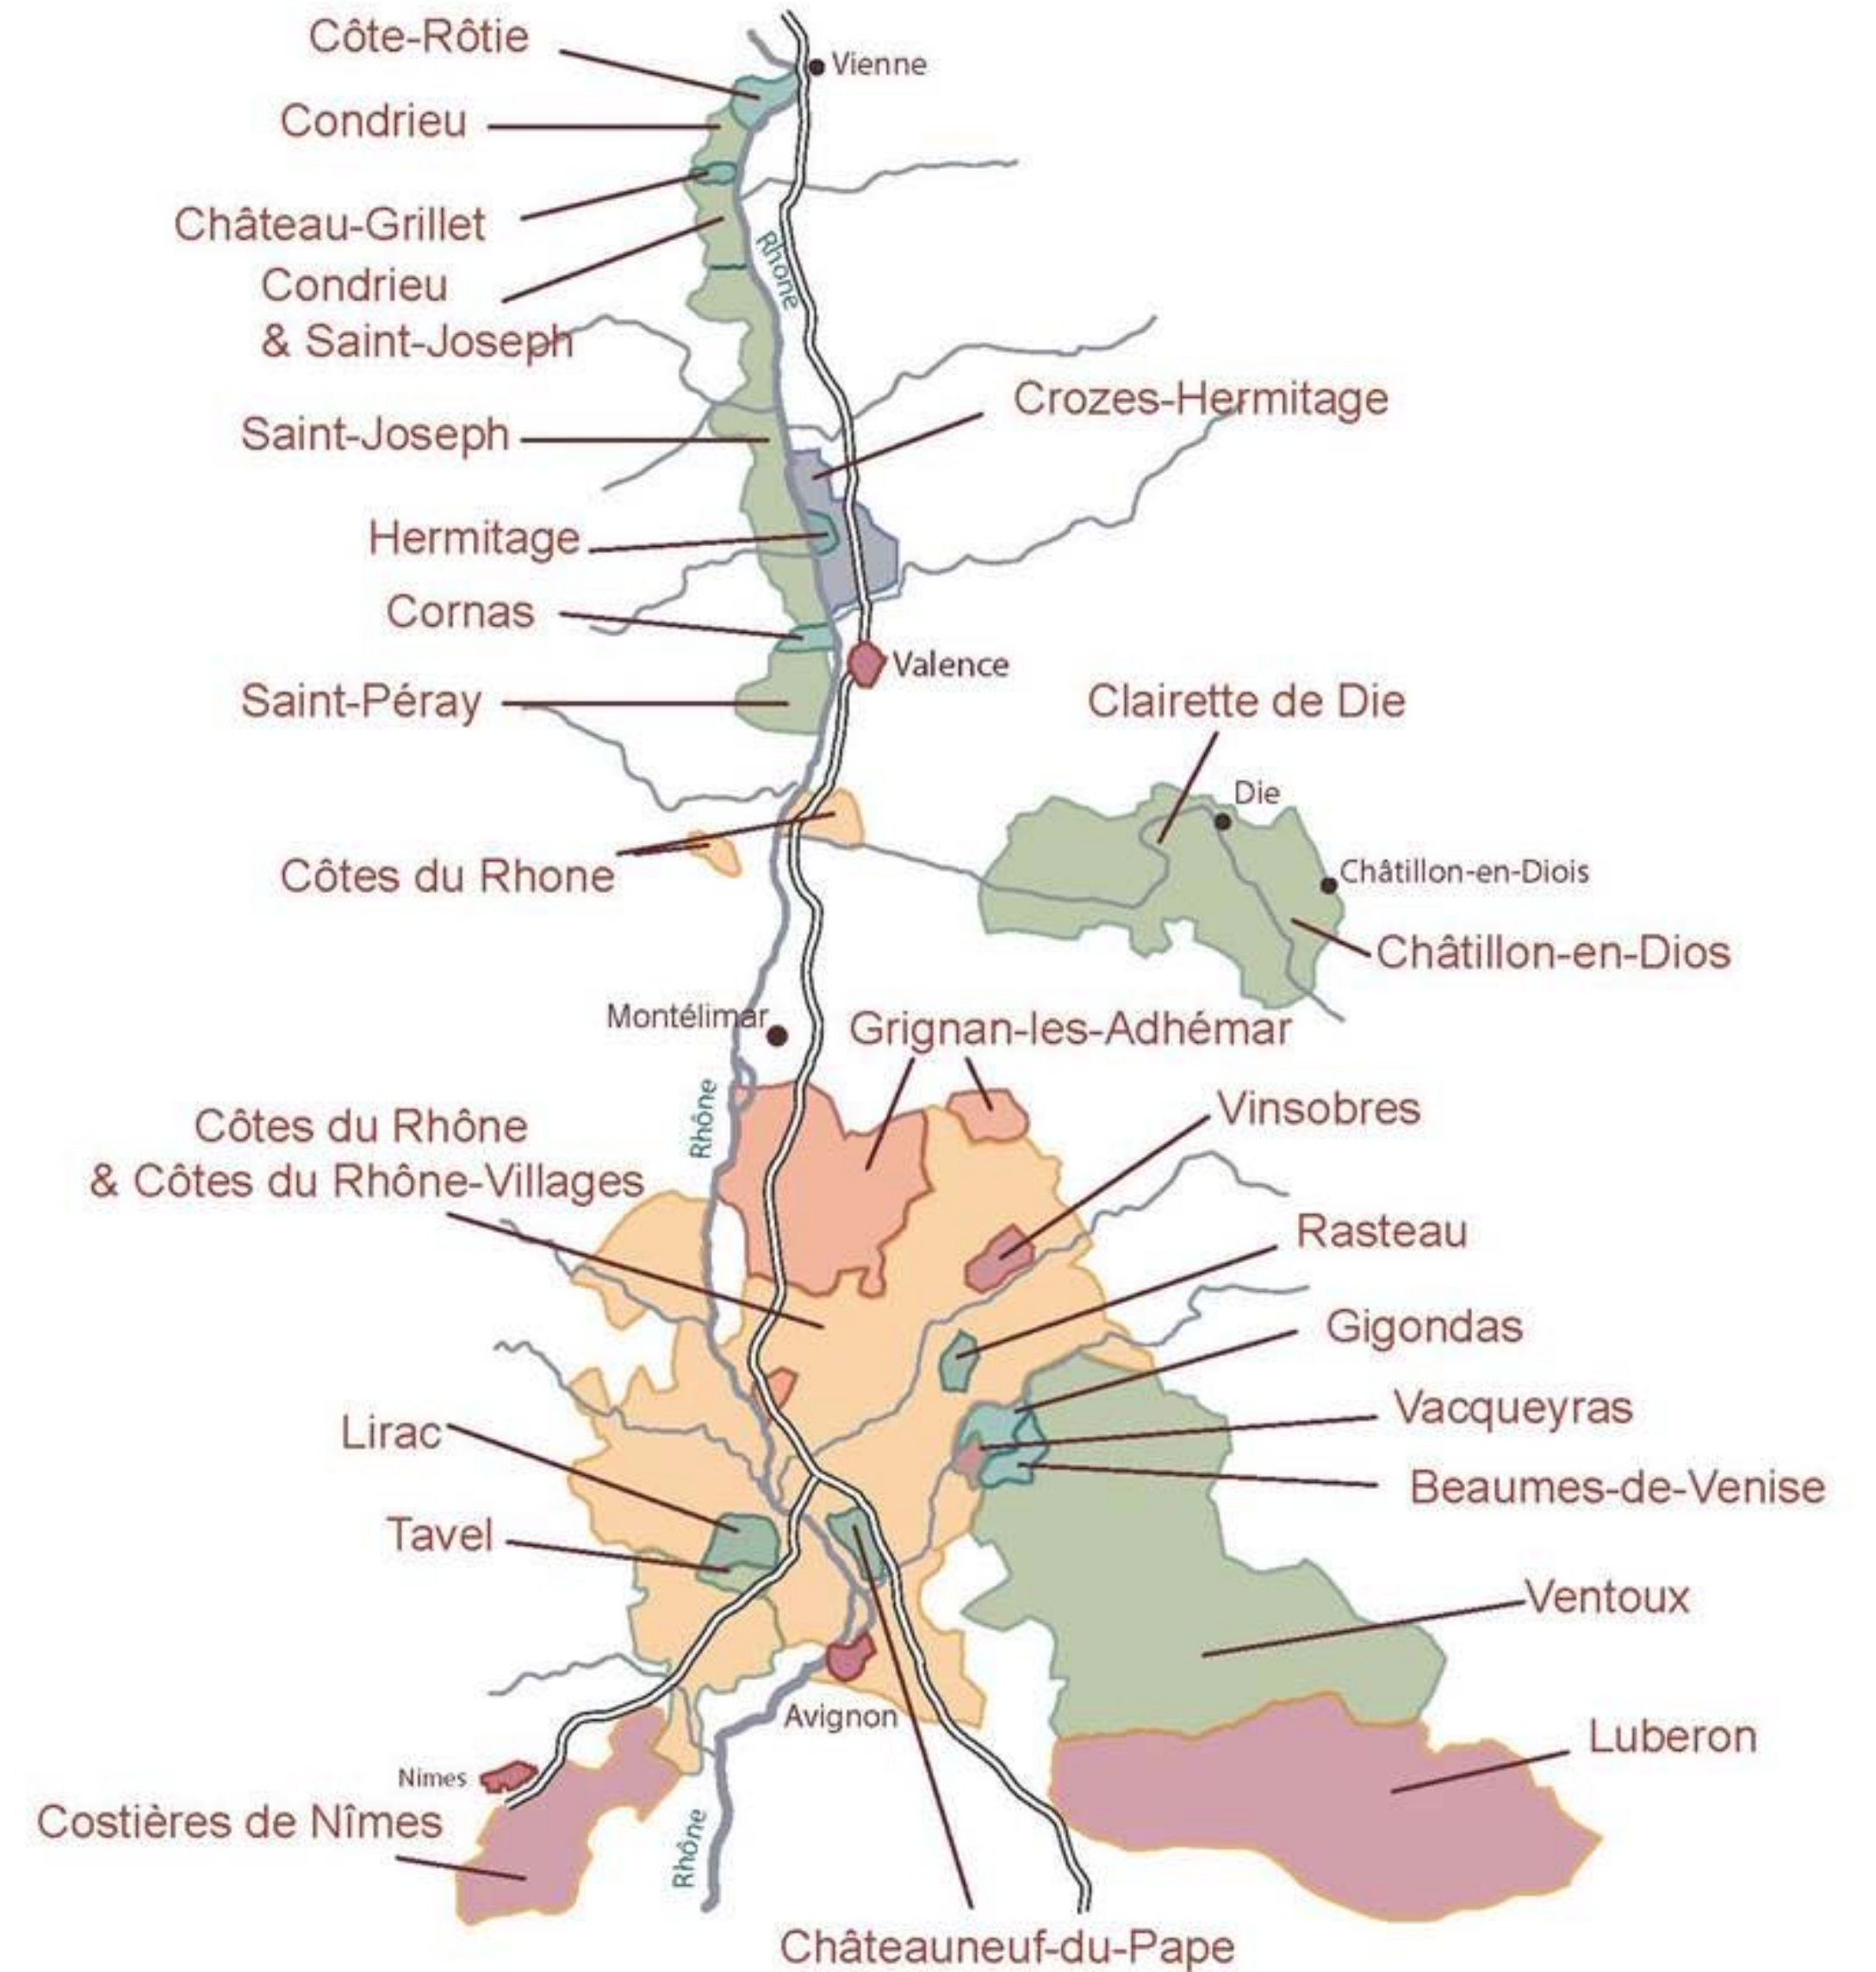 Côte-Rôtie
Vienne
Condrieu
Château-Grillet
Rhone
Condrieu
& Saint-Joseph
Crozes-Hermitage
Saint-Joseph
Hermitage
Cornas
Valence
Saint-Péray
Clairette de Die
Die
Côtes du Rhone
Châtillon-en-Diois
Châtillon-en-Dios
Montélimar
Grignan-les-Adhémar
Rhône
Vinsobres
Côtes du Rhône
& Côtes du Rhône-Villages
Rasteau
Gigondas
Vacqueyras
Lirac
Beaumes-de-Venise
Tavel
Ventoux
Avignon
Luberon
Nimes
Costières de Nîmes
Rhône
Châteauneuf-du-Pape